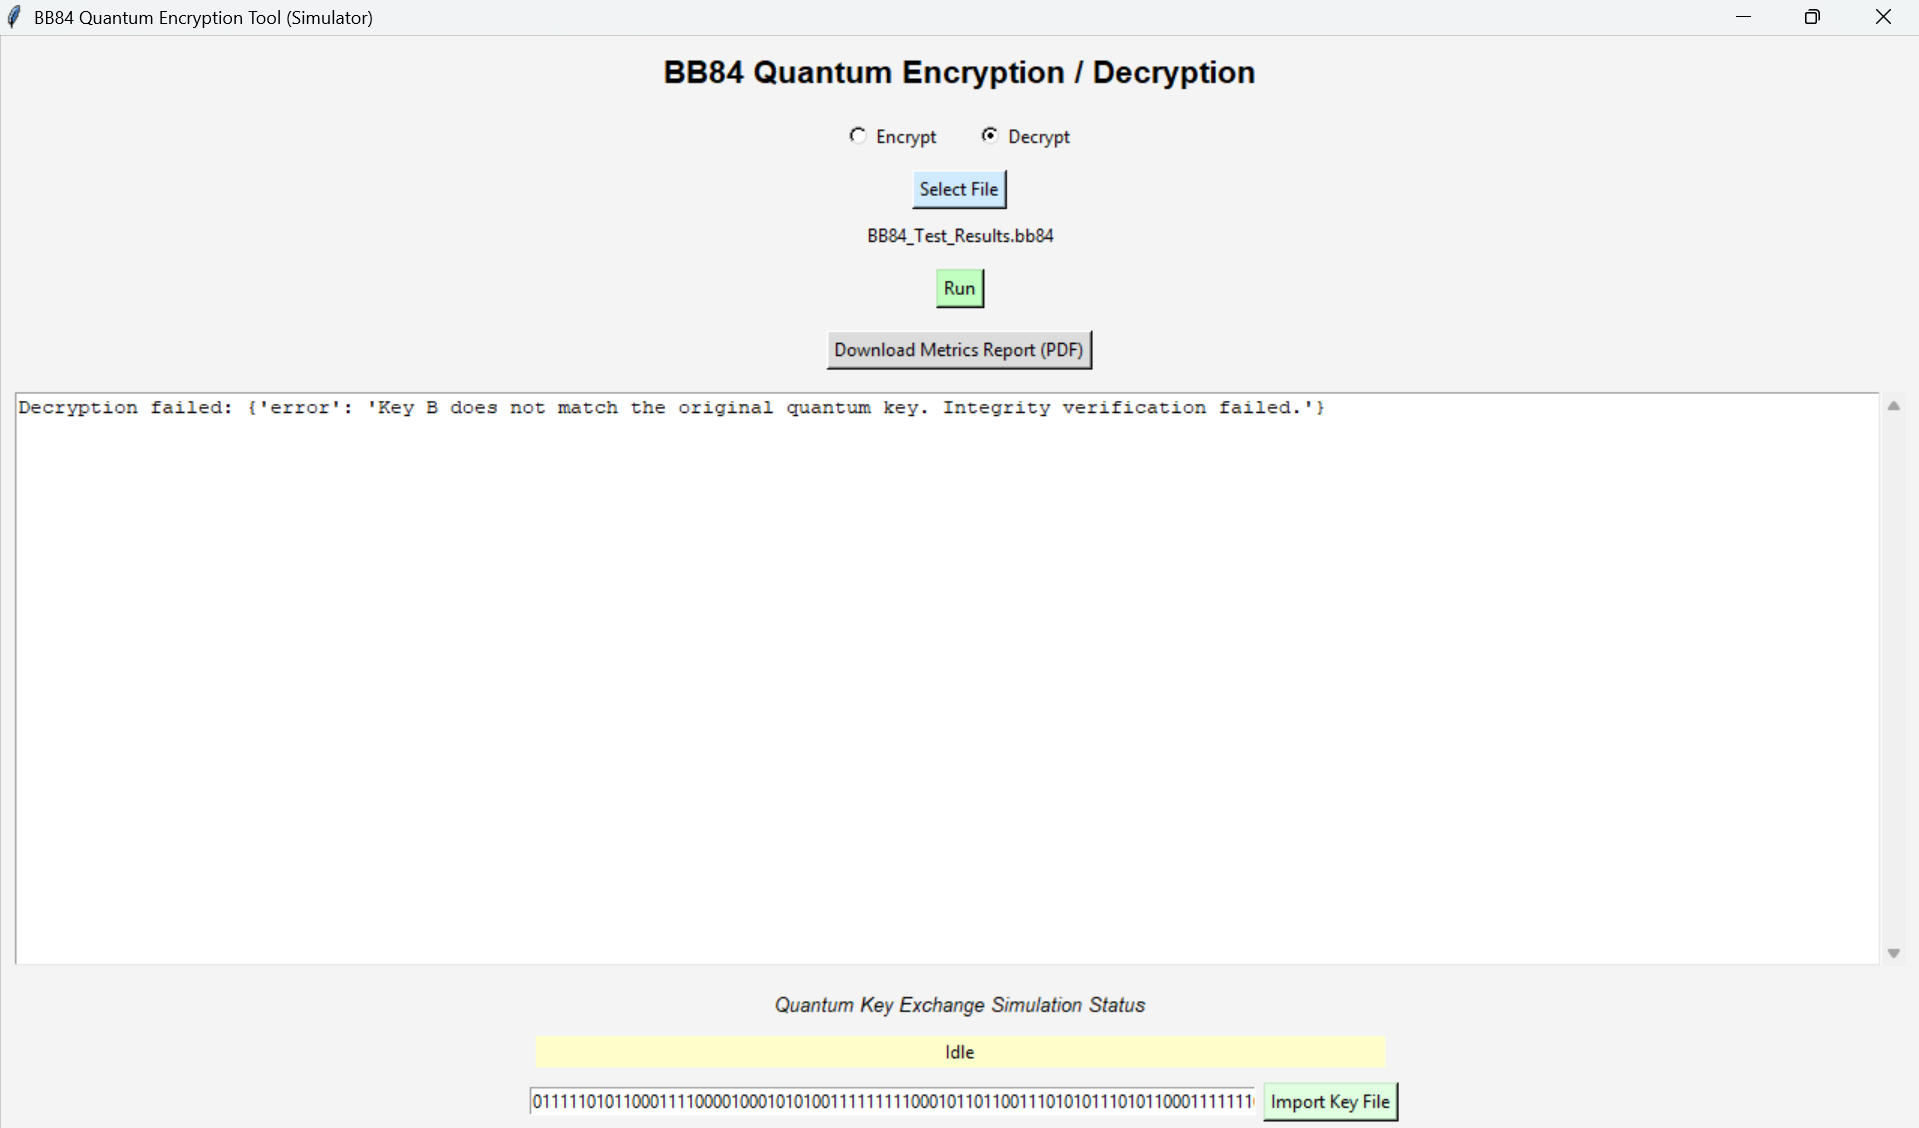 BB84 Quantum Encryption Tool (Simulator)
BB84 Quantum Encryption / Decryption
Encrypt Decrypt
Select File
BB84_Test_Results.bb84
Run
Download Metrics Report (PDF)
Decryption failed: {'error': 'Key B does not match the original quantum key. Integrity verification failed.'}
Quantum Key Exchange Simulation Status
Idle
Import Key File